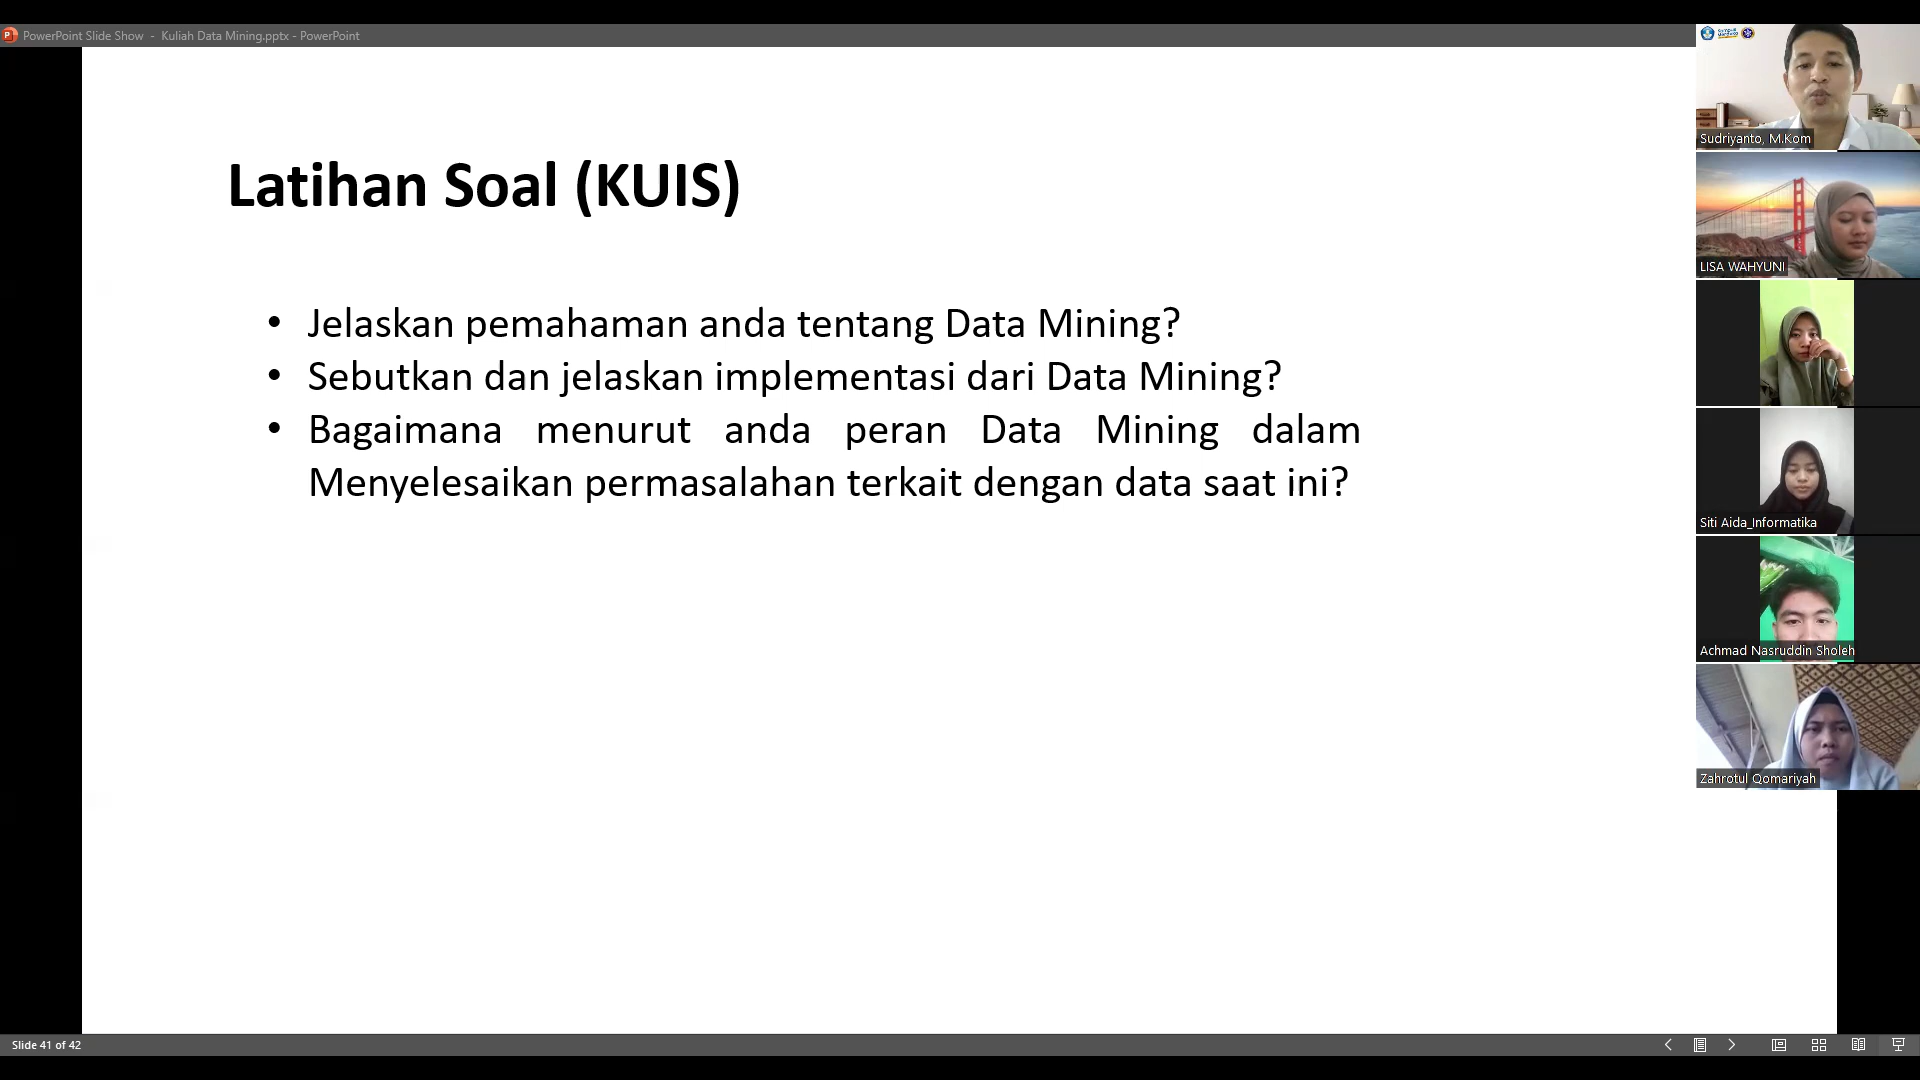 PowerPoint Slide Show - Kuliah Data Mining.pptx - PowerPoint
Latihan Soal (KUIS)
• Jelaskan pemahaman anda tentang Data Mining?
• Sebutkan dan jelaskan implementasi dari Data Mining?
• Bagaimana menurut anda peran Data Mining dalam
Menyelesaikan permasalahan terkait dengan data saat ini?
Sudriyanto, M.Kom
LISA WAHYUNI
Siti Aida_Informatika
Achmad Nasruddin Sholeh
Zahrotul Qomariyah
Slide 41 of 42